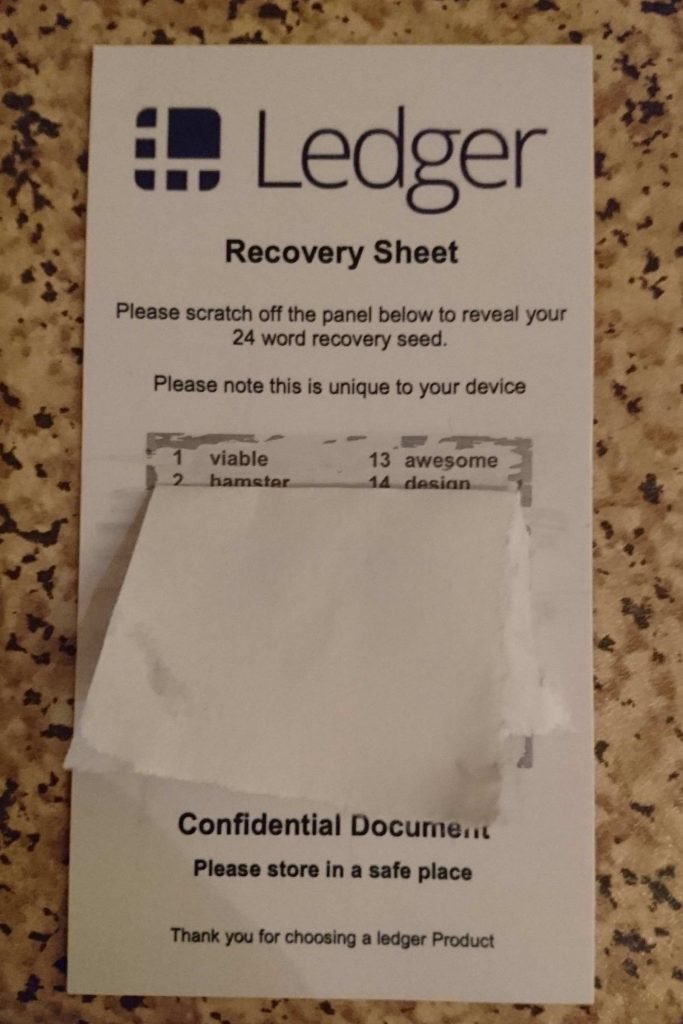 Ledger
Recovery Sheet
Please scratch off the panel below to reveal your
24 word recovery seed.
Please note this is unique to your device
1 viable 13 awesome
2 hamster 14 design
Confidential Document
Please store in a safe place
Thank you for choosing a ledger Product